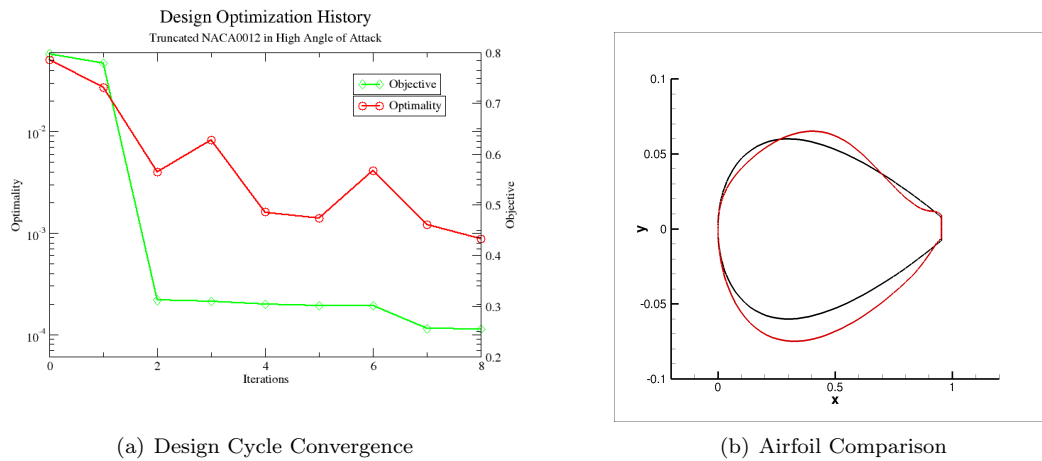 Design Optimization History
Truncated NACA0012 in High Angle of Attack
Objective
Optimality
10^-2
10^-3
10^-4
Optimality
0.8
0.7
0.6
0.5
0.4
0.3
0.2
Objective
0 2 4 6 8
Iterations
(a) Design Cycle Convergence
0.1
0.05
0
-0.05
-0.1
y
0 0.5 1
x
(b) Airfoil Comparison